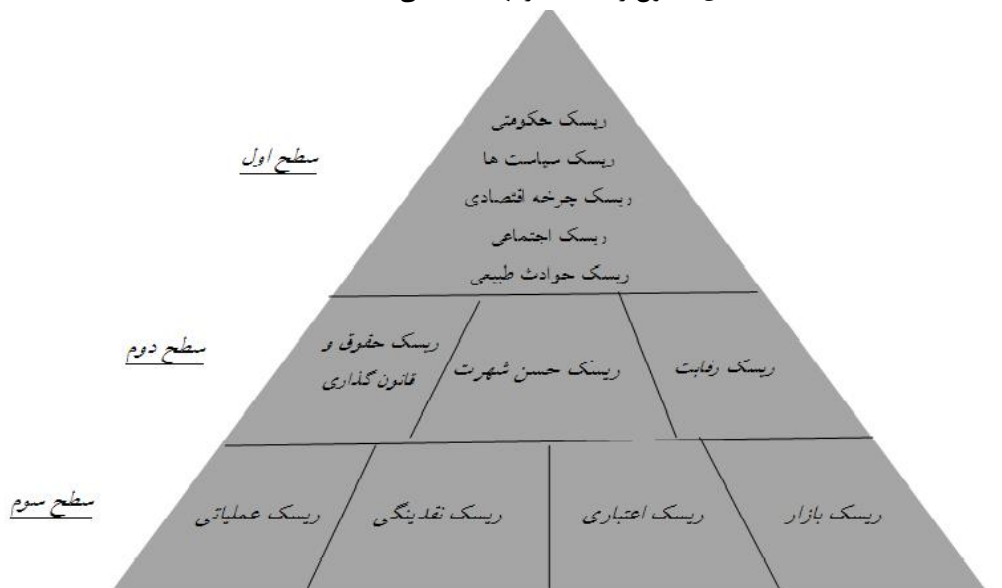 ریسک حکومتی
ریسک سیاست ها
سطح اول
ریسک چرخه اقتصادی
ریسک اجتماعی
ریسک حوادث طبیعی
ریسک رقابت
ریسک حسن شهرت
ریسک حقوق و
قانون گذاری
سطح دوم
ریسک بازار
ریسک اعتباری
ریسک نقدینگی
ریسک عملیاتی
سطح سوم